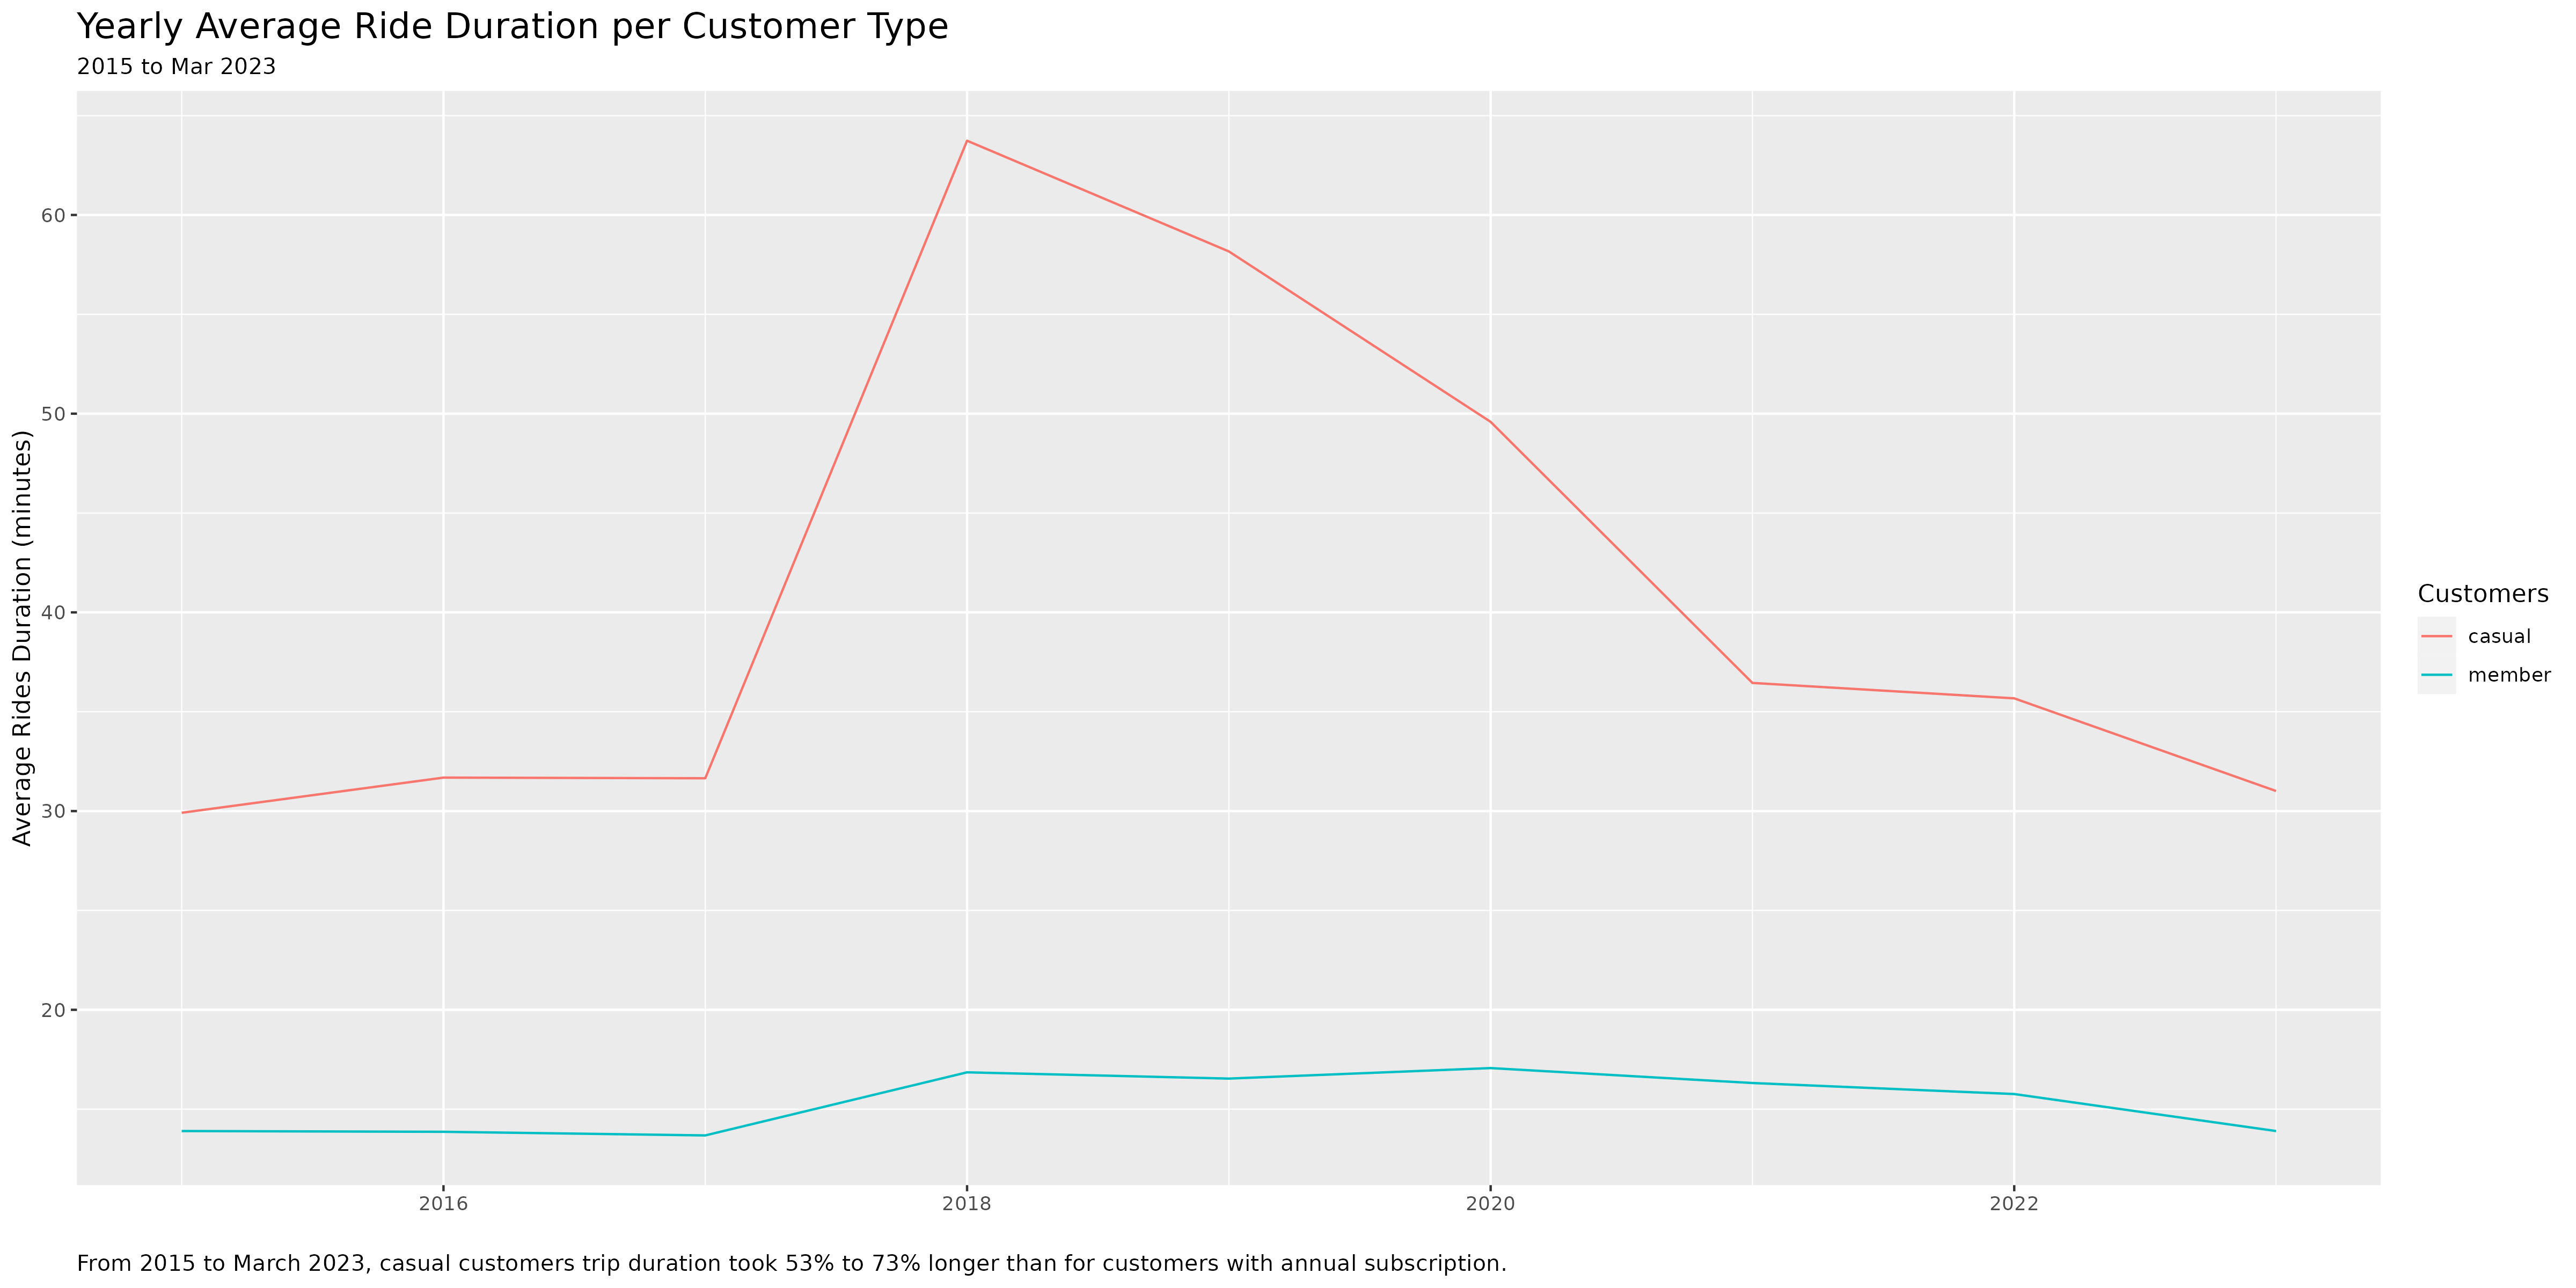 Yearly Average Ride Duration per Customer Type
2015 to Mar 2023
Average Rides Duration (minutes)
60
50
40
30
20
2016
2018
2020
2022
Customers
casual
member
From 2015 to March 2023, casual customers trip duration took 53% to 73% longer than for customers with annual subscription.